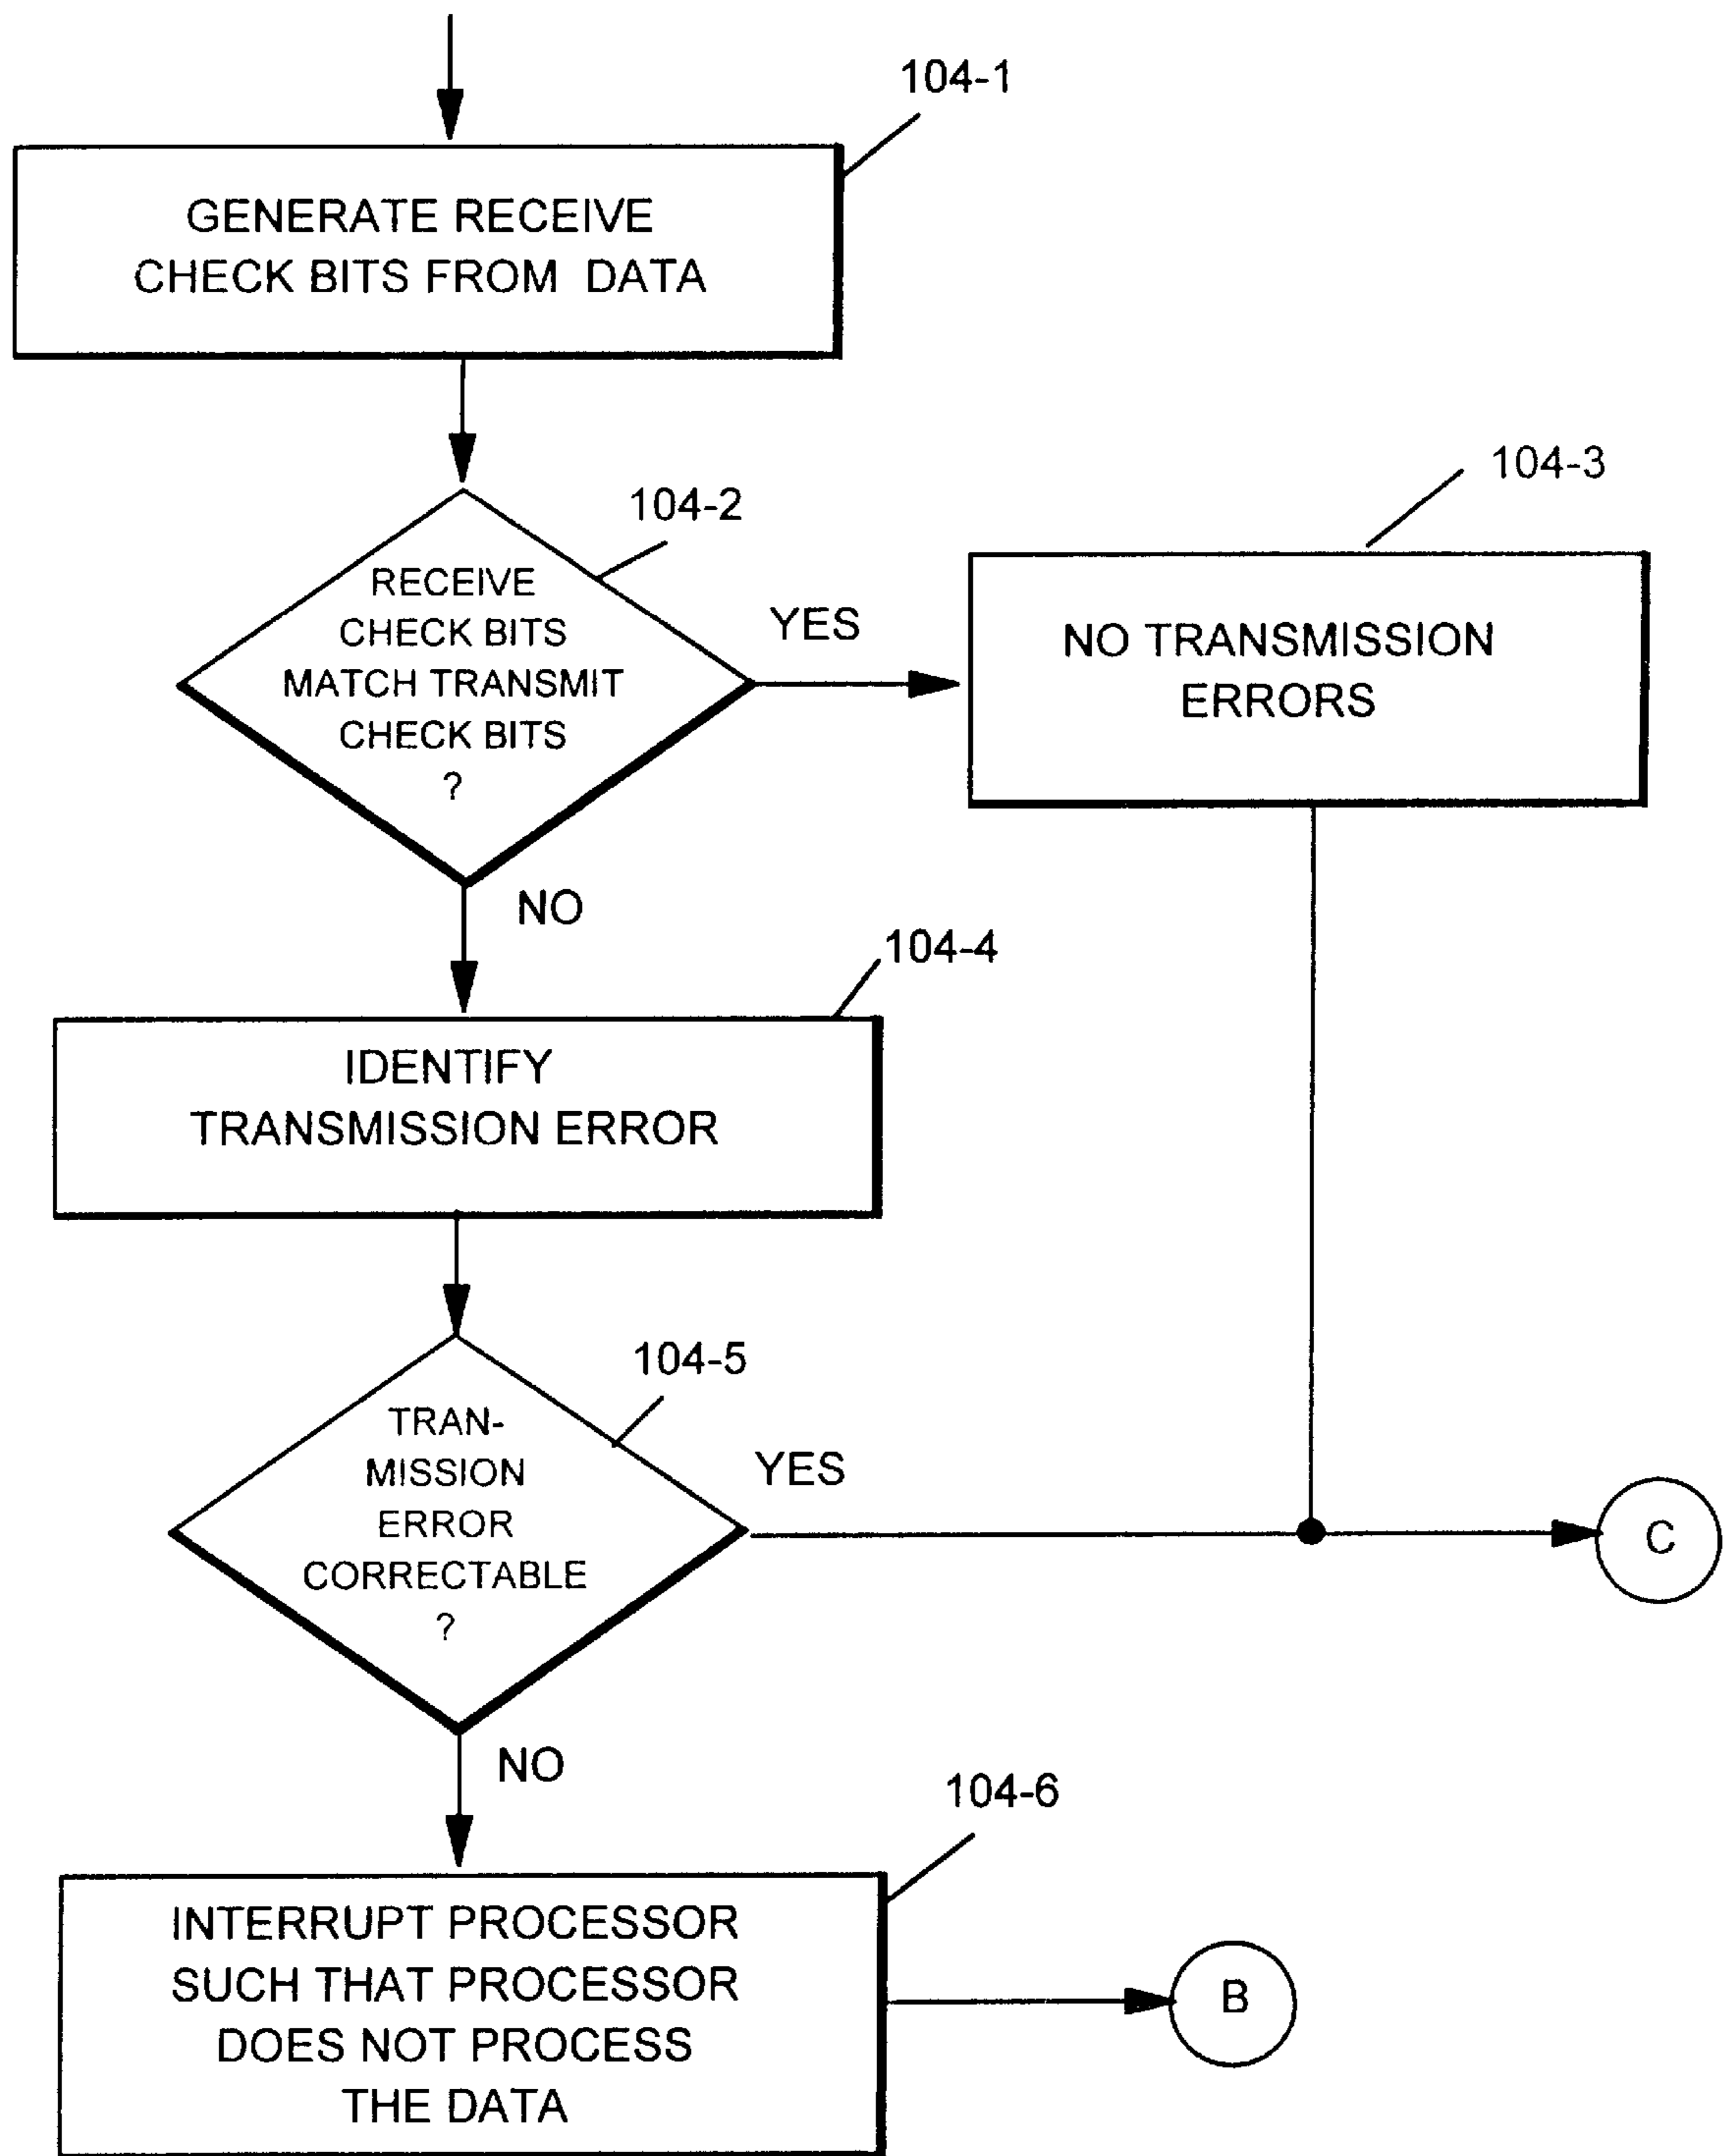 104-1
GENERATE RECEIVE
CHECK BITS FROM DATA
104-2
RECEIVE
CHECK BITS
MATCH TRANSMIT
CHECK BITS
?
YES
104-3
NO TRANSMISSION
ERRORS
NO
104-4
IDENTIFY
TRANSMISSION ERROR
104-5
TRAN-
MISSION
ERROR
CORRECTABLE
?
YES
C
NO
104-6
INTERRUPT PROCESSOR
SUCH THAT PROCESSOR
DOES NOT PROCESS
THE DATA
B